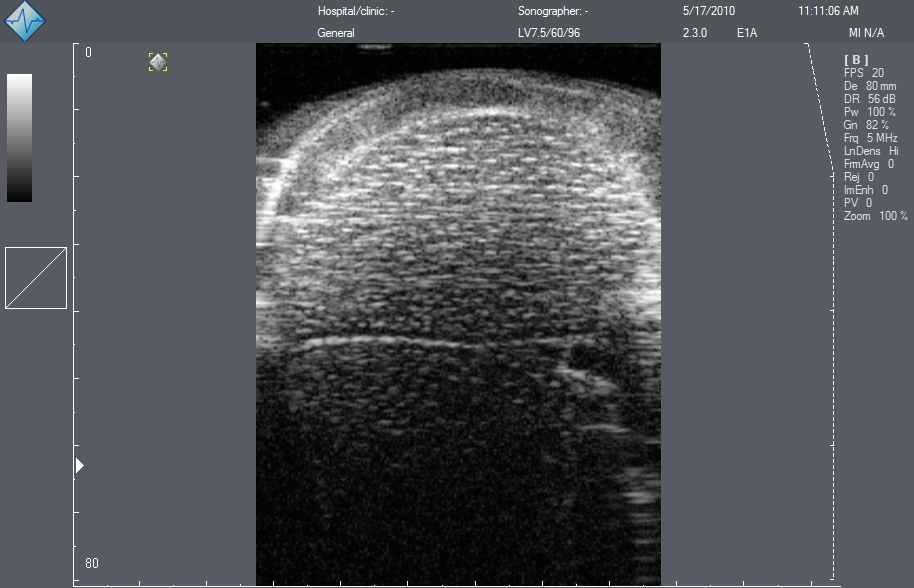 Hospital/clinic: - Sonographer: - 5/17/2010 11:11:06 AM
General LV7.5/60/96 2.3.0 E1A MI N/A
0
[ B ]
FPS 20
De 80 mm
DR 56 dB
Pw 100 %
Gn 82 %
Frq 5 MHz
LnDens Hi
FrmAvg 0
Rej 0
ImEnh 0
PV 0
Zoom 100 %
80